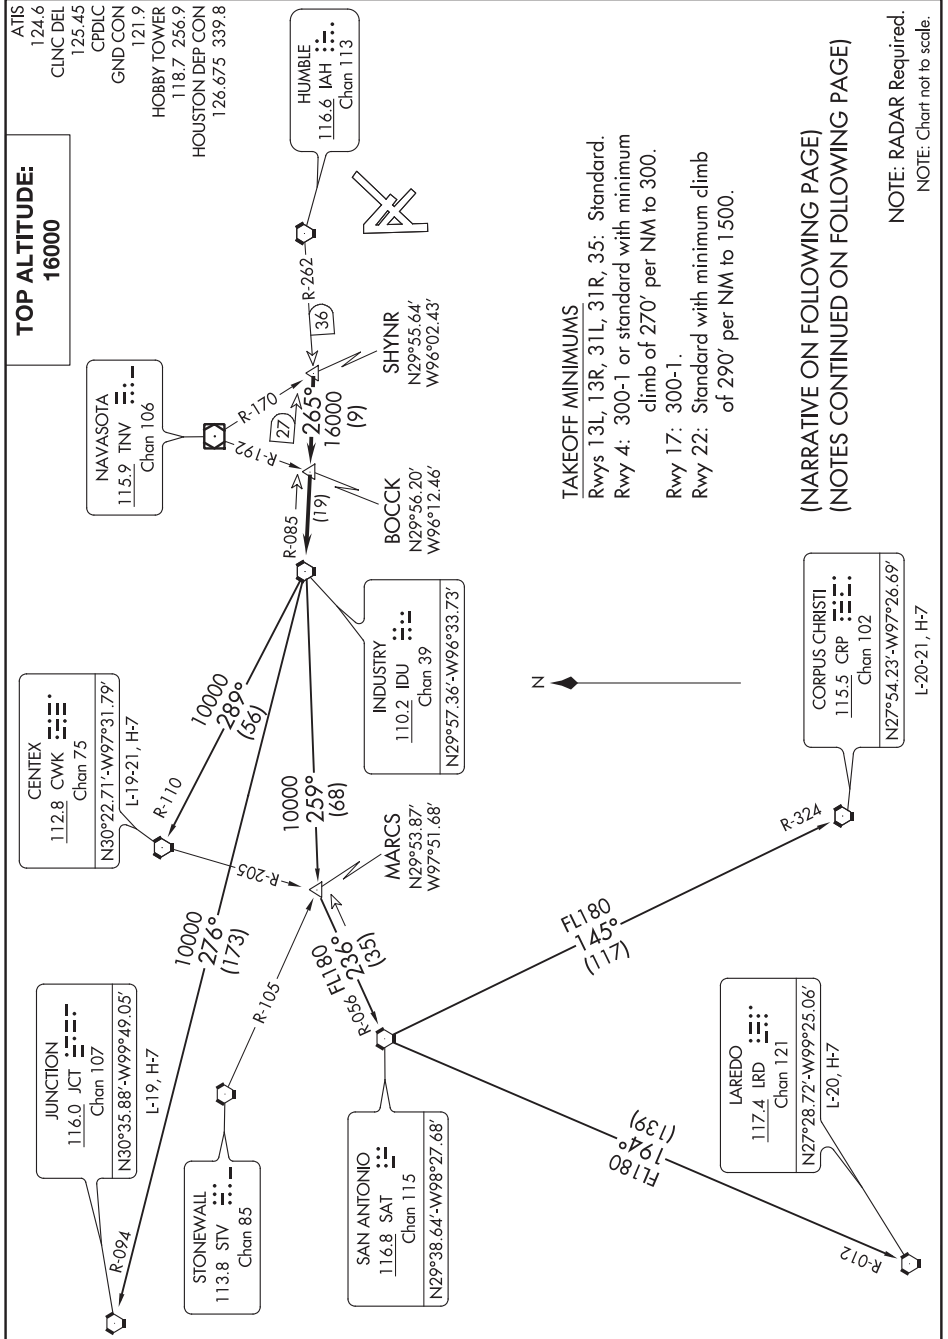 TOP ALTITUDE:
16000
ATIS
124.6
CLNC DEL
125.45
CPDLC
GND CON
121.9
HOBBY TOWER
118.7 256.9
HOUSTON DEP CON
126.675 339.8
JUNCTION
116.0 JCT
Chan 107
N30°35.88'-W99°49.05'
L-19, H-7
CENTEX
112.8 CWK
Chan 75
N30°22.71'-W97°31.79'
L-19-21, H-7
NAVASOTA
115.9 TNV
Chan 106
HUMBLE
116.6 IAH
Chan 113
R-094
10000
276°
(173)
R-110
10000
289°
(56)
R-205
R-192
R-170
R-262
36
27
265°
16000
(9)
R-085
(19)
SHYNR
N29°55.64'
W96°02.43'
BOCCK
N29°56.20'
W96°12.46'
STONEWALL
113.8 STV
Chan 85
R-105
10000
259°
(68)
INDUSTRY
110.2 IDU
Chan 39
N29°57.36'-W96°33.73'
MARCS
N29°53.87'
W97°51.68'
FL180
236°
(35)
R-056
SAN ANTONIO
116.8 SAT
Chan 115
N29°38.64'-W98°27.68'
N
FL180
145°
(117)
R-324
FL180
194°
(139)
R-012
CORPUS CHRISTI
115.5 CRP
Chan 102
N27°54.23'-W97°26.69'
L-20-21, H-7
LAREDO
117.4 LRD
Chan 121
N27°28.72'-W99°25.06'
L-20, H-7
TAKEOFF MINIMUMS
Rwys 13L, 13R, 31L, 31R, 35: Standard.
Rwy 4: 300-1 or standard with minimum
climb of 270' per NM to 300.
Rwy 17: 300-1.
Rwy 22: Standard with minimum climb
of 290' per NM to 1500.
(NARRATIVE ON FOLLOWING PAGE)
(NOTES CONTINUED ON FOLLOWING PAGE)
NOTE: RADAR Required.
NOTE: Chart not to scale.